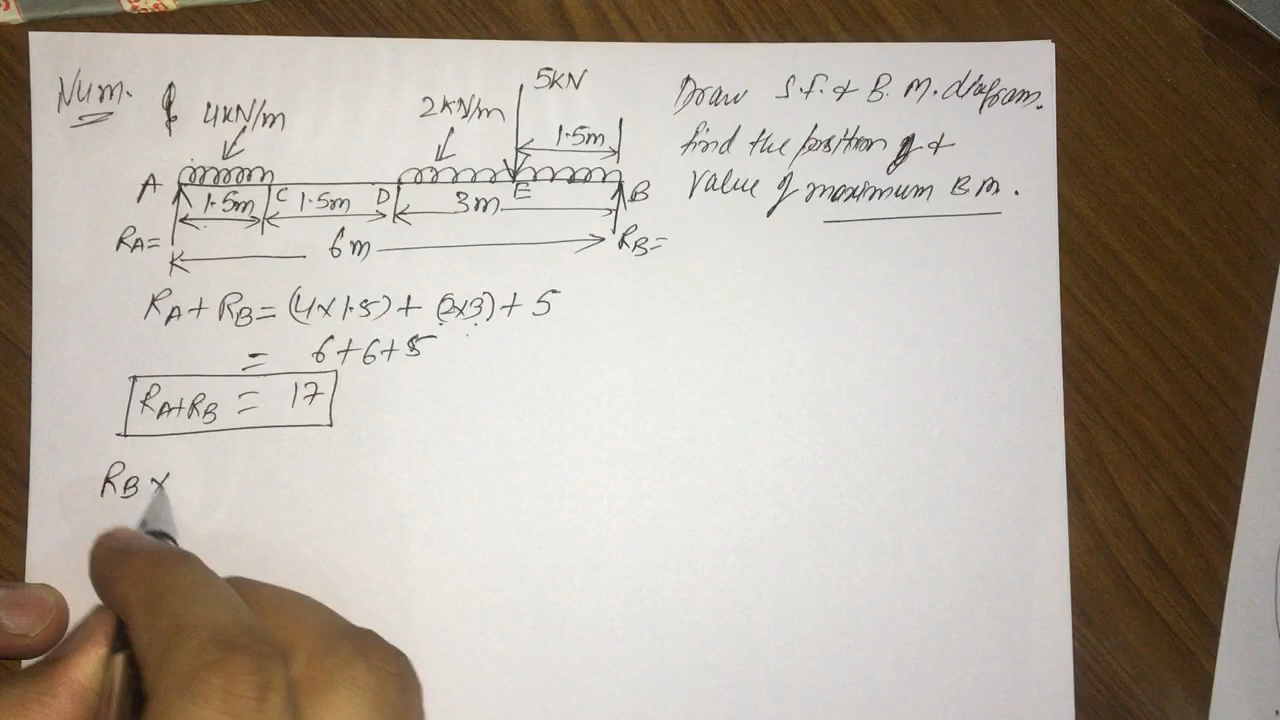 Num.
4kN/m
2kN/m
5kN
1.5m
A
C
D
E
B
1.5m
1.5m
3m
RA=
6m
RB=
Draw S.f. & B.M. diagram.
find the position of &
value of maximum B m.
RA + RB = (4×1.5) + (2×3) + 5
= 6+6+5
RA+RB = 17
RB ×